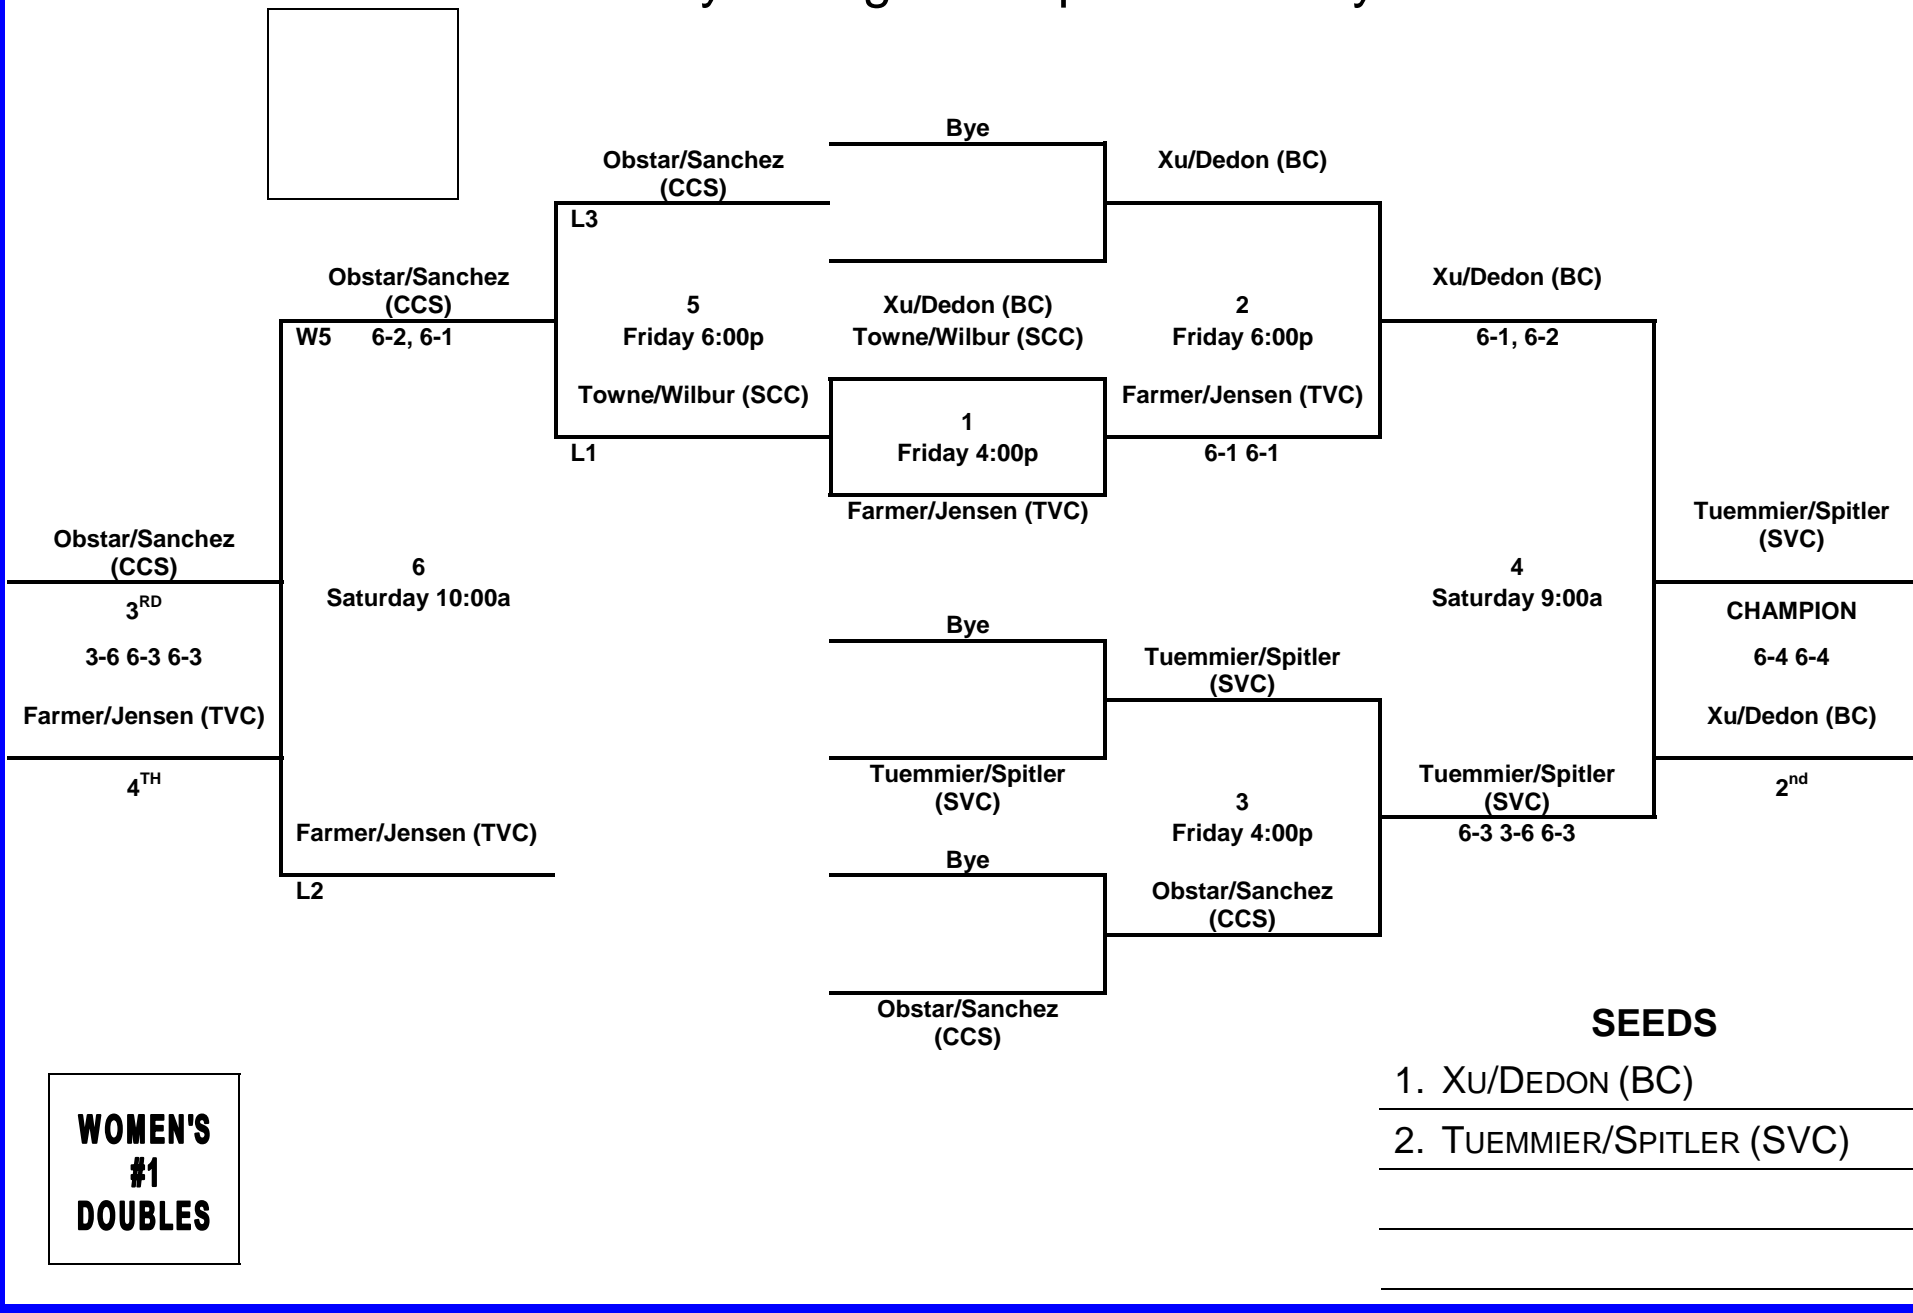 Bye
Obstar/Sanchez
(CCS)
Xu/Dedon (BC)
L3
Obstar/Sanchez
(CCS)
Xu/Dedon (BC)
5
Xu/Dedon (BC)
2
W5 6-2, 6-1
Friday 6:00p
Towne/Wilbur (SCC)
Friday 6:00p
6-1, 6-2
Towne/Wilbur (SCC)
Farmer/Jensen (TVC)
1
L1
Friday 4:00p
6-1 6-1
Farmer/Jensen (TVC)
Tuemmier/Spitler
(SVC)
Obstar/Sanchez
(CCS)
6
4
Saturday 10:00a
Saturday 9:00a
3RD
CHAMPION
Bye
3-6 6-3 6-3
Tuemmier/Spitler
(SVC)
6-4 6-4
Farmer/Jensen (TVC)
Xu/Dedon (BC)
4TH
Tuemmier/Spitler
(SVC)
Tuemmier/Spitler
(SVC)
2nd
3
Farmer/Jensen (TVC)
Friday 4:00p
6-3 3-6 6-3
Bye
L2
Obstar/Sanchez
(CCS)
Obstar/Sanchez
(CCS)
SEEDS
1. XU/DEDON (BC)
2. TUEMMIER/SPITLER (SVC)
WOMEN'S
#1
DOUBLES